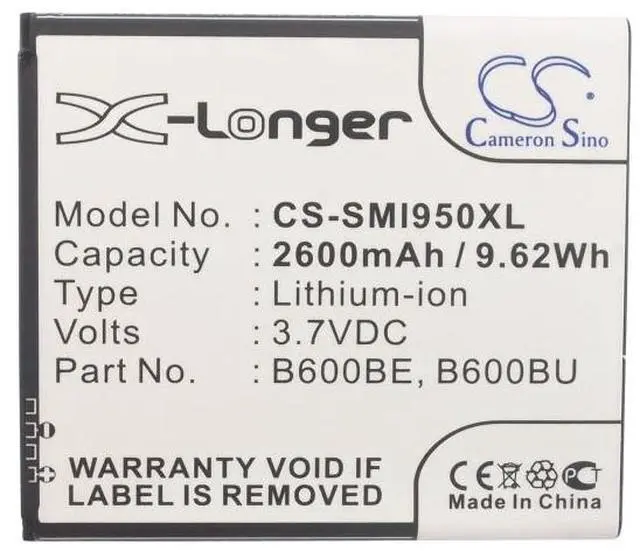 X-Longer
CS
Cameron Sino
Model No. : CS-SMI950XL
Capacity : 2600mAh / 9.62Wh
Type : Lithium-ion
Volts : 3.7VDC
Part No. : B600BE, B600BU
WARRANTY VOID IF
LABEL IS REMOVED
CE PCT
Made In China